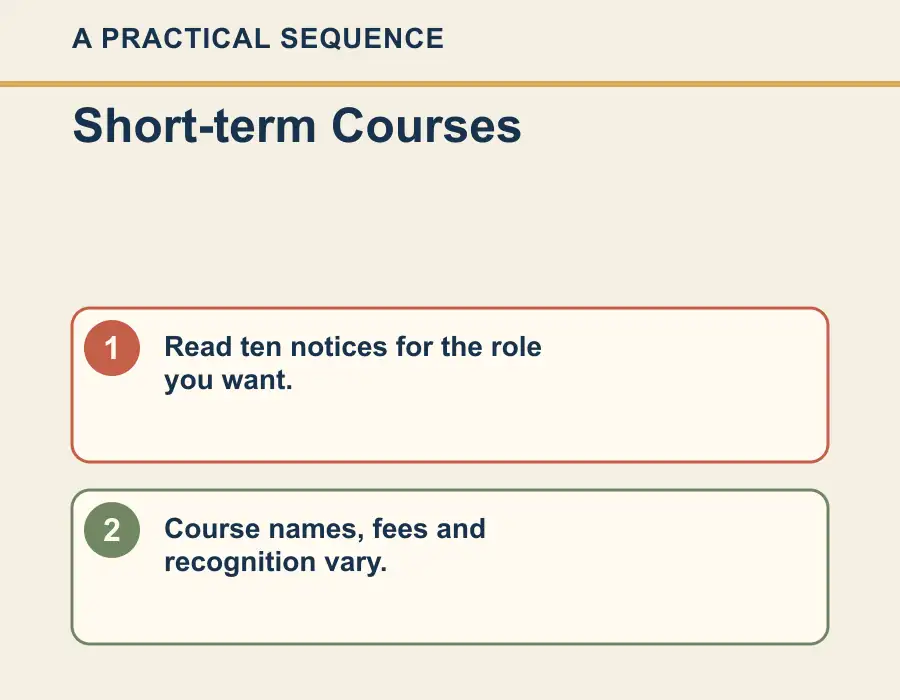 A PRACTICAL SEQUENCE
Short-term Courses
1
Read ten notices for the role
you want.
2
Course names, fees and
recognition vary.